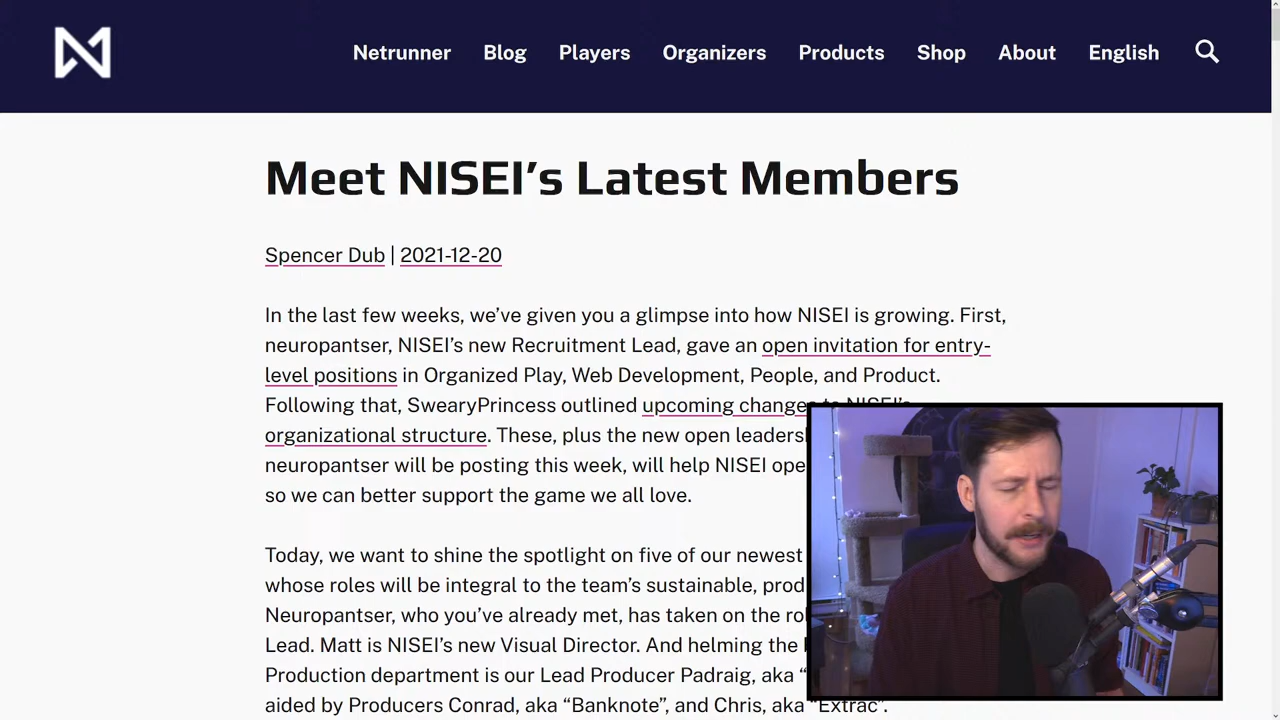 Netrunner Blog Players Organizers Products Shop About English
Meet NISEI’s Latest Members
Spencer Dub | 2021-12-20
In the last few weeks, we’ve given you a glimpse into how NISEI is growing. First,
neuropantser, NISEI’s new Recruitment Lead, gave an open invitation for entry-
level positions in Organized Play, Web Development, People, and Product.
Following that, SwearyPrincess outlined upcoming changes to NISEI’s
organizational structure. These, plus the new open
neuropantser will be posting this week, will help NISEI
so we can better support the game we all love.
Today, we want to shine the spotlight on five of our newest
whose roles will be integral to the team’s sustainable,
Neuropantser, who you’ve already met, has taken on the
Lead. Matt is NISEI’s new Visual Director. And helming the
Production department is our Lead Producer Padraig, aka
aided by Producers Conrad, aka “Banknote”, and Chris, aka “Extrac”.